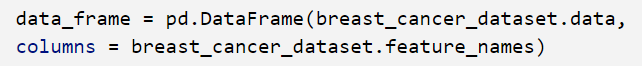 data_frame = pd.DataFrame(breast_cancer_dataset.data,
columns = breast_cancer_dataset.feature_names)